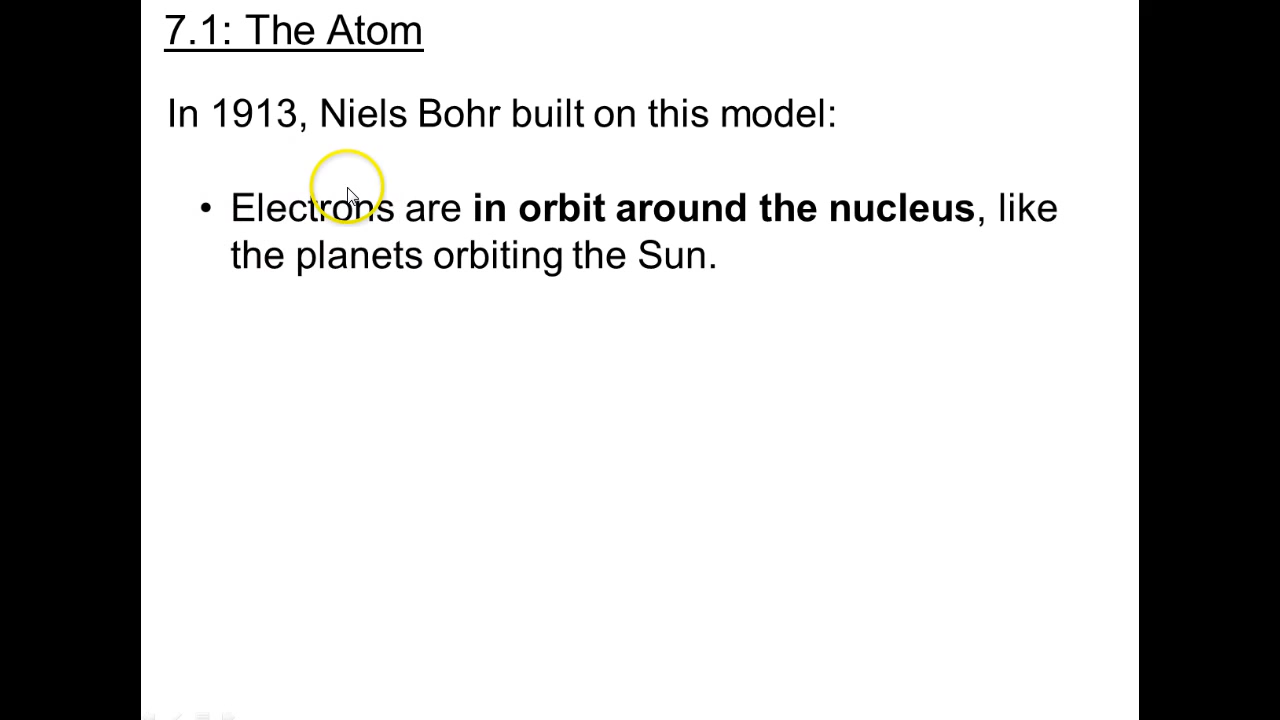 7.1: The Atom
In 1913, Niels Bohr built on this model:
• Electrons are in orbit around the nucleus, like
the planets orbiting the Sun.